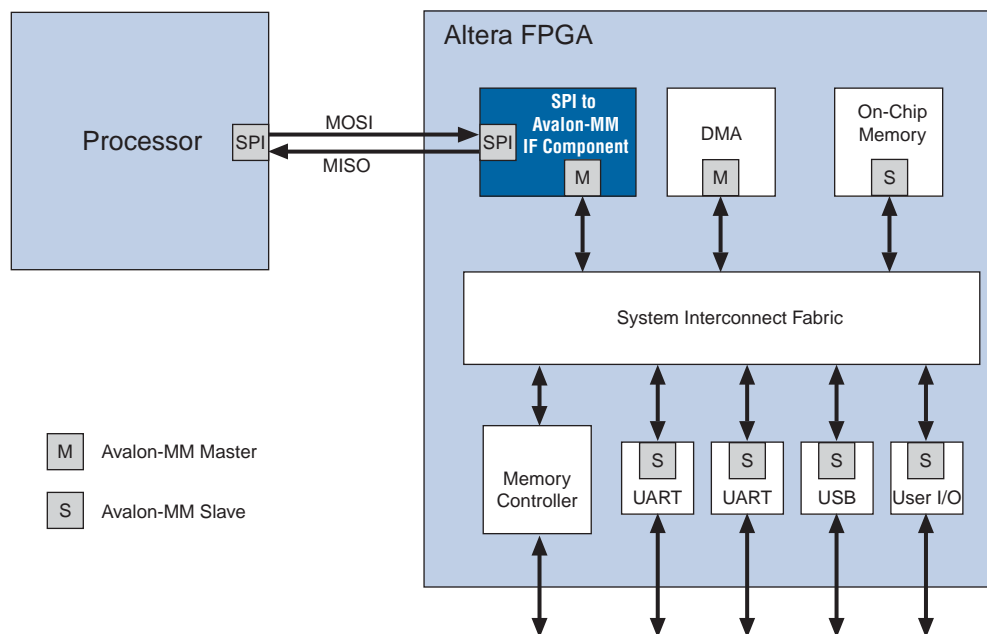 Altera FPGA
Processor
SPI
MOSI
MISO
SPI
SPI to
Avalon-MM
IF Component
M
DMA
M
On-Chip
Memory
S
System Interconnect Fabric
Memory
Controller
S
UART
S
UART
S
USB
S
User I/O
M
Avalon-MM Master
S
Avalon-MM Slave